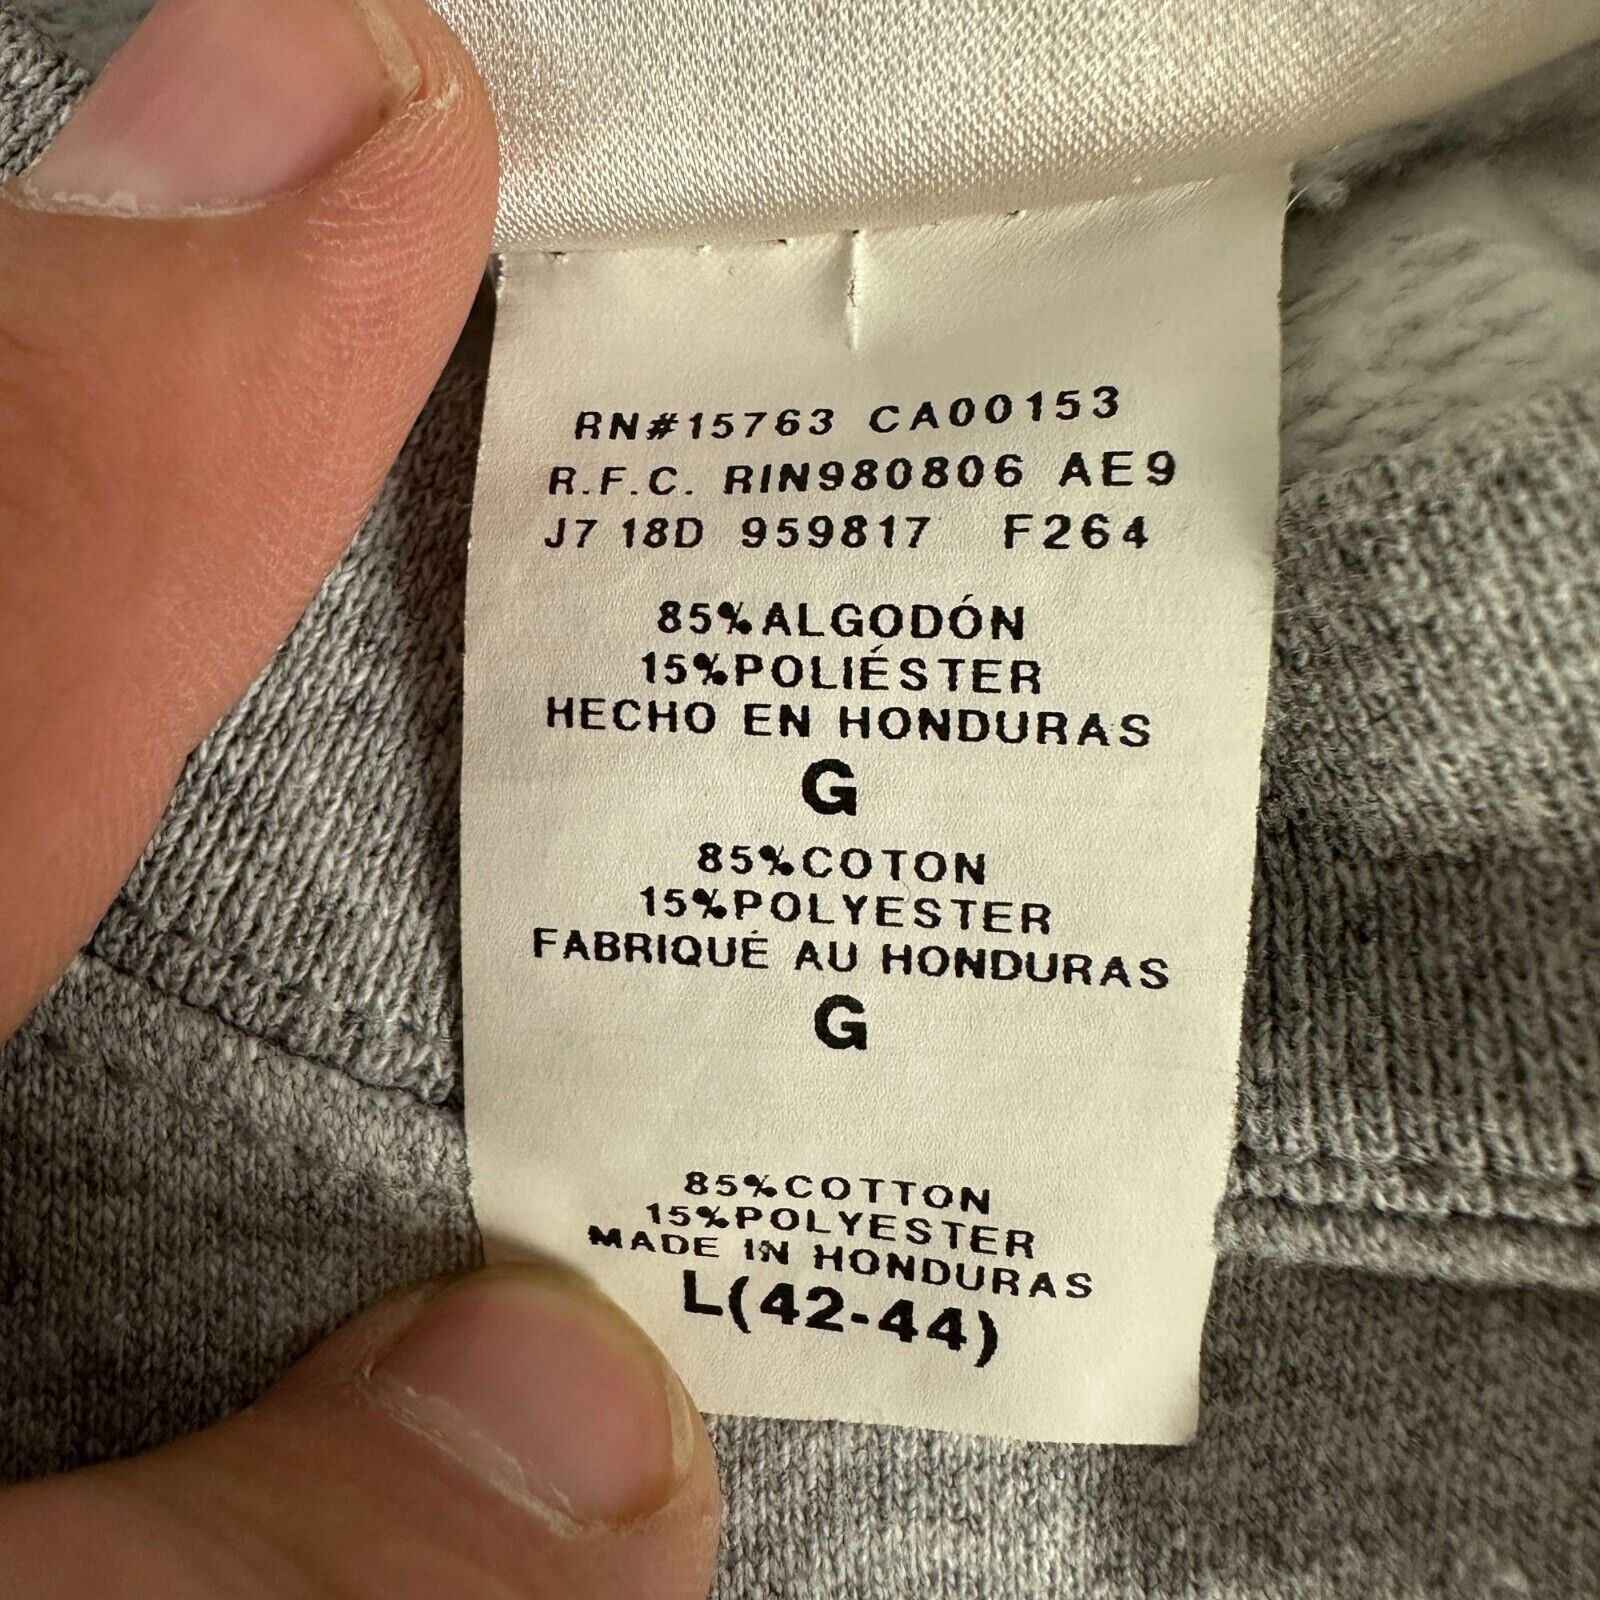 RN#15763 CA00153
R.F.C. RIN980806 AE9
J7 18D 959817 F264
85%ALGODÓN
15%POLIÉSTER
HECHO EN HONDURAS
G
85%COTON
15%POLYESTER
FABRIQUÉ AU HONDURAS
G
85%COTTON
15%POLYESTER
MADE IN HONDURAS
L(42-44)